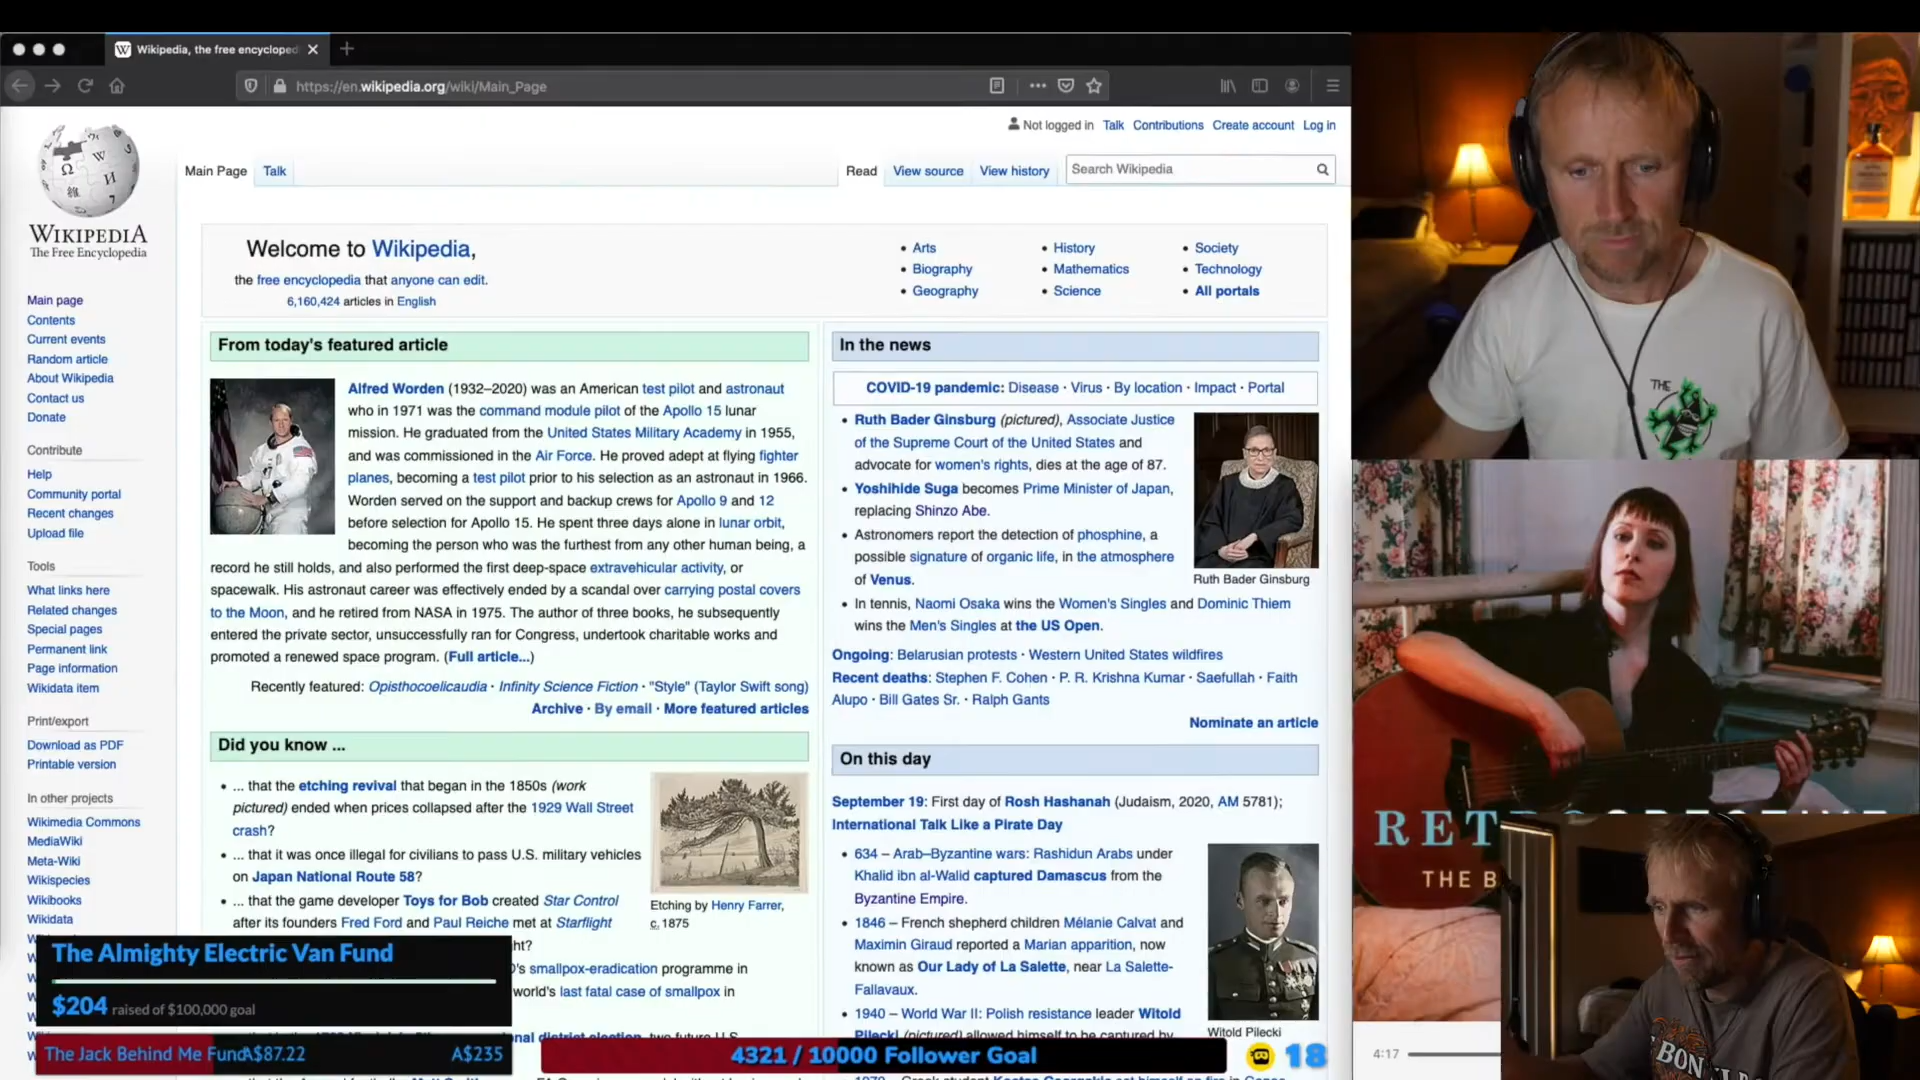 Wikipedia, the free encycloped
https://en.wikipedia.org/wiki/Main_Page
Not logged in Talk Contributions Create account Log in
Main Page Talk Read View source View history Search Wikipedia
WIKIPEDIA
The Free Encyclopedia
Main page
Contents
Current events
Random article
About Wikipedia
Contact us
Donate
Contribute
Help
Community portal
Recent changes
Upload file
Tools
What links here
Related changes
Special pages
Permanent link
Page information
Wikidata item
Print/export
Download as PDF
Printable version
In other projects
Wikimedia Commons
MediaWiki
Meta-Wiki
Wikispecies
Wikibooks
Wikidata
Welcome to Wikipedia,
the free encyclopedia that anyone can edit.
6,160,424 articles in English
Arts
Biography
Geography
History
Mathematics
Science
Society
Technology
All portals
From today's featured article
Alfred Worden (1932–2020) was an American test pilot and astronaut
who in 1971 was the command module pilot of the Apollo 15 lunar
mission. He graduated from the United States Military Academy in 1955,
and was commissioned in the Air Force. He proved adept at flying fighter
planes, becoming a test pilot prior to his selection as an astronaut in 1966.
Worden served on the support and backup crews for Apollo 9 and 12
before selection for Apollo 15. He spent three days alone in lunar orbit,
becoming the person who was the furthest from any other human being, a
record he still holds, and also performed the first deep-space extravehicular activity, or
spacewalk. His astronaut career was effectively ended by a scandal over carrying postal covers
to the Moon, and he retired from NASA in 1975. The author of three books, he subsequently
entered the private sector, unsuccessfully ran for Congress, undertook charitable works and
promoted a renewed space program. (Full article...)
Recently featured: Opisthocoelicaudia · Infinity Science Fiction · "Style" (Taylor Swift song)
Archive · By email · More featured articles
Did you know ...
... that the etching revival that began in the 1850s (work
pictured) ended when prices collapsed after the 1929 Wall Street
crash?
... that it was once illegal for civilians to pass U.S. military vehicles
on Japan National Route 58?
... that the game developer Toys for Bob created Star Control
after its founders Fred Ford and Paul Reiche met at Starflight
ht?
's smallpox-eradication programme in
world's last fatal case of smallpox in
Etching by Henry Farrer,
c. 1875
In the news
COVID-19 pandemic: Disease · Virus · By location · Impact · Portal
Ruth Bader Ginsburg (pictured), Associate Justice
of the Supreme Court of the United States and
advocate for women's rights, dies at the age of 87.
Yoshihide Suga becomes Prime Minister of Japan,
replacing Shinzo Abe.
Astronomers report the detection of phosphine, a
possible signature of organic life, in the atmosphere
of Venus.
In tennis, Naomi Osaka wins the Women's Singles and Dominic Thiem
wins the Men's Singles at the US Open.
Ruth Bader Ginsburg
Ongoing: Belarusian protests · Western United States wildfires
Recent deaths: Stephen F. Cohen · P. R. Krishna Kumar · Saefullah · Faith
Alupo · Bill Gates Sr. · Ralph Gants
Nominate an article
On this day
September 19: First day of Rosh Hashanah (Judaism, 2020, AM 5781);
International Talk Like a Pirate Day
634 – Arab–Byzantine wars: Rashidun Arabs under
Khalid ibn al-Walid captured Damascus from the
Byzantine Empire.
1846 – French shepherd children Mélanie Calvat and
Maximin Giraud reported a Marian apparition, now
known as Our Lady of La Salette, near La Salette-
Fallavaux.
1940 – World War II: Polish resistance leader Witold
Pilecki (pictured) allowed himself to be captured by
Witold Pilecki
The Almighty Electric Van Fund
$204 raised of $100,000 goal
The Jack Behind Me Fund A$87.22 A$235
4321 / 10000 Follower Goal
18
THE
RET
THE B
4:17
BON